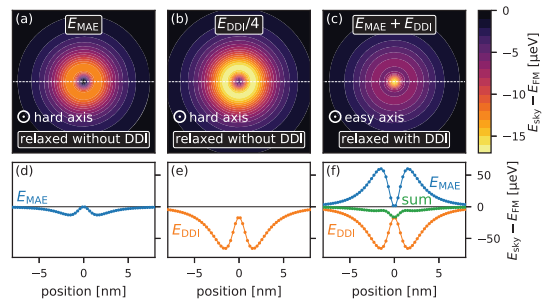 (a) E_MAE
hard axis
relaxed without DDI
(b) E_DDI/4
hard axis
relaxed without DDI
(c) E_MAE + E_DDI
easy axis
relaxed with DDI
0
−5
−10
−15
E_sky − E_FM [µeV]
(d)
E_MAE
(e)
E_DDI
(f)
E_MAE
sum
E_DDI
50
0
−50
E_sky − E_FM [µeV]
−5 0 5
−5 0 5
−5 0 5
position [nm]
position [nm]
position [nm]